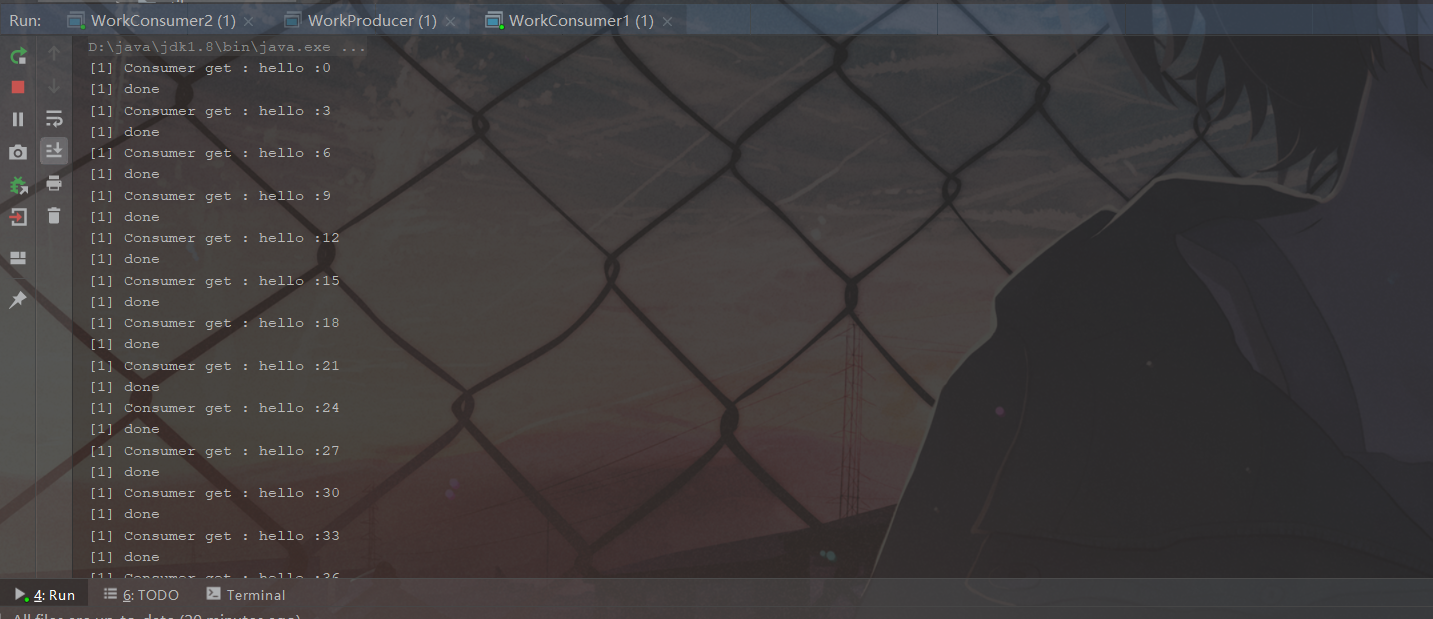 Run: WorkConsumer2 (1) WorkProducer (1) WorkConsumer1 (1)
D:\java\jdk1.8\bin\java.exe ...
[1] Consumer get : hello :0
[1] done
[1] Consumer get : hello :3
[1] done
[1] Consumer get : hello :6
[1] done
[1] Consumer get : hello :9
[1] done
[1] Consumer get : hello :12
[1] done
[1] Consumer get : hello :15
[1] done
[1] Consumer get : hello :18
[1] done
[1] Consumer get : hello :21
[1] done
[1] Consumer get : hello :24
[1] done
[1] Consumer get : hello :27
[1] done
[1] Consumer get : hello :30
[1] done
[1] Consumer get : hello :33
[1] done
[1] Consumer get : hello :36
4: Run 6: TODO Terminal
All files are up-to-date (20 minutes ago)